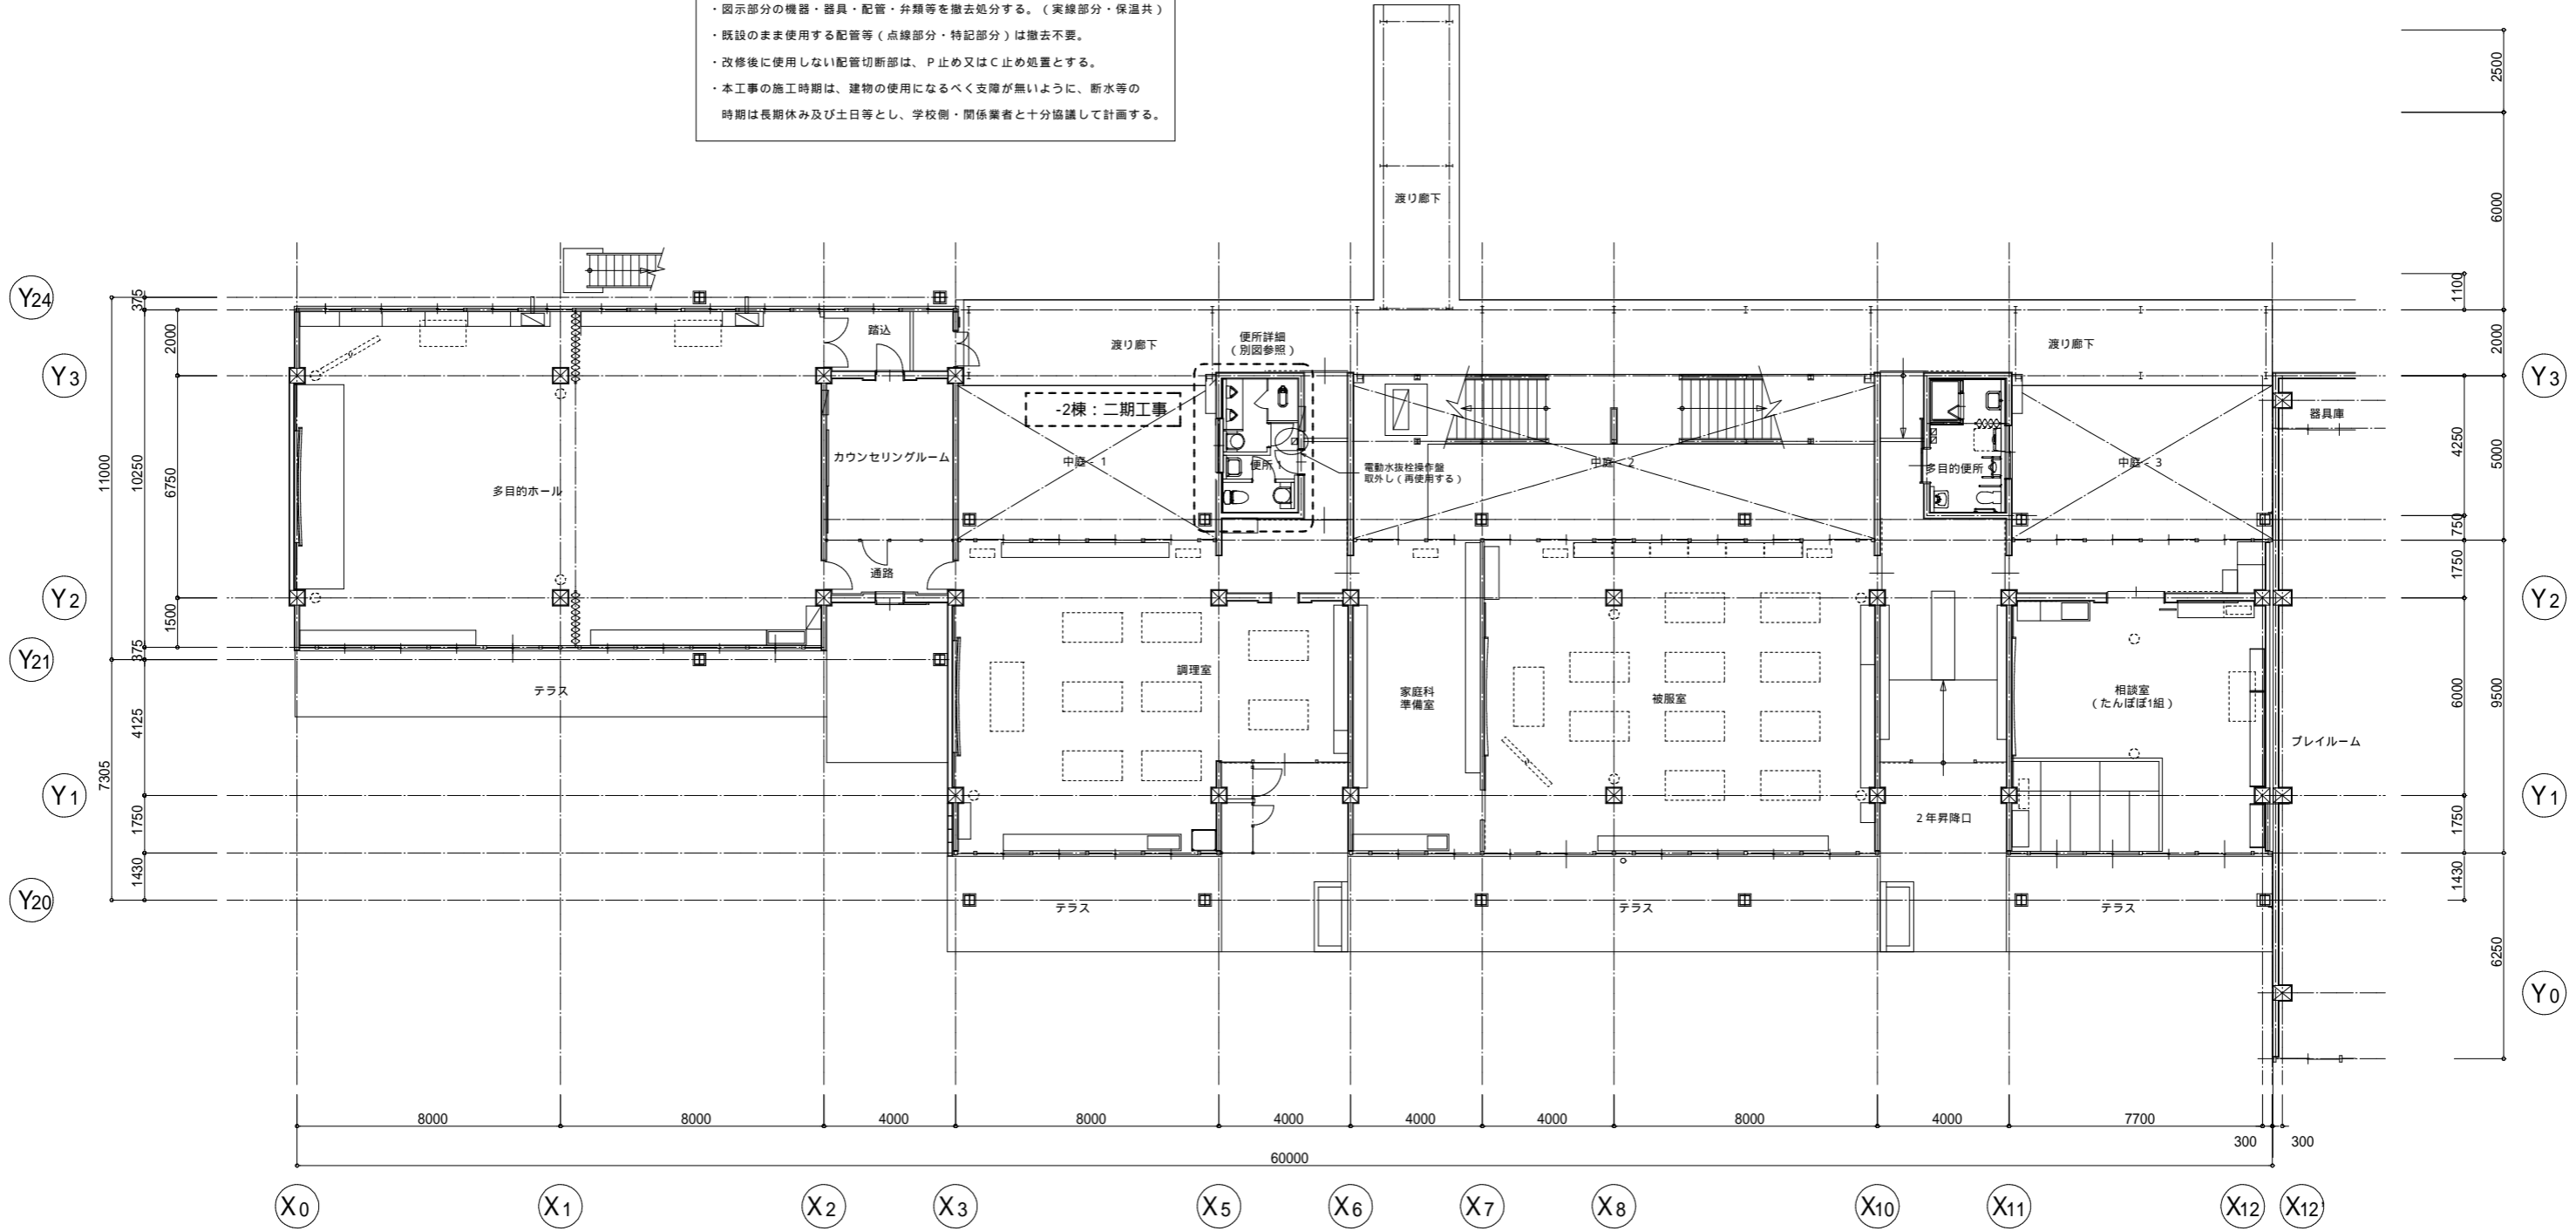 ・図示部分の機器・器具・配管・弁類等を撤去処分する。（実線部分・保温共）
・既設のまま使用する配管等（点線部分・特記部分）は撤去不要。
・改修後に使用しない配管切断部は、Ｐ止め又はＣ止め処置とする。
・本工事の施工時期は、建物の使用になるべく支障が無いように、断水等の
時期は長期休み及び土日等とし、学校側・関係業者と十分協議して計画する。
2500
6000
1100
2000
渡り廊下
Y24
375
2000
踏込
渡り廊下
便所詳細
（別図参照）
渡り廊下
Y3
Y3
-2棟：二期工事
器具庫
4250
5000
11000
10250
6750
多目的ホール
カウンセリングルーム
中庭－1
便所 1
電動水抜栓操作盤
取外し（再使用する）
中庭－2
多目的便所
中庭－3
750
通路
1750
Y2
1500
Y2
375
Y21
テラス
調理室
家庭科
準備室
被服室
相談室
（たんぽぽ1組）
6000
9500
4125
7305
プレイルーム
Y1
1750
2年昇降口
1750
Y1
1430
1430
Y20
テラス
テラス
テラス
6250
Y0
8000
8000
4000
8000
4000
4000
4000
8000
4000
7700
300
300
60000
X0
X1
X2
X3
X5
X6
X7
X8
X10
X11
X12
X12'